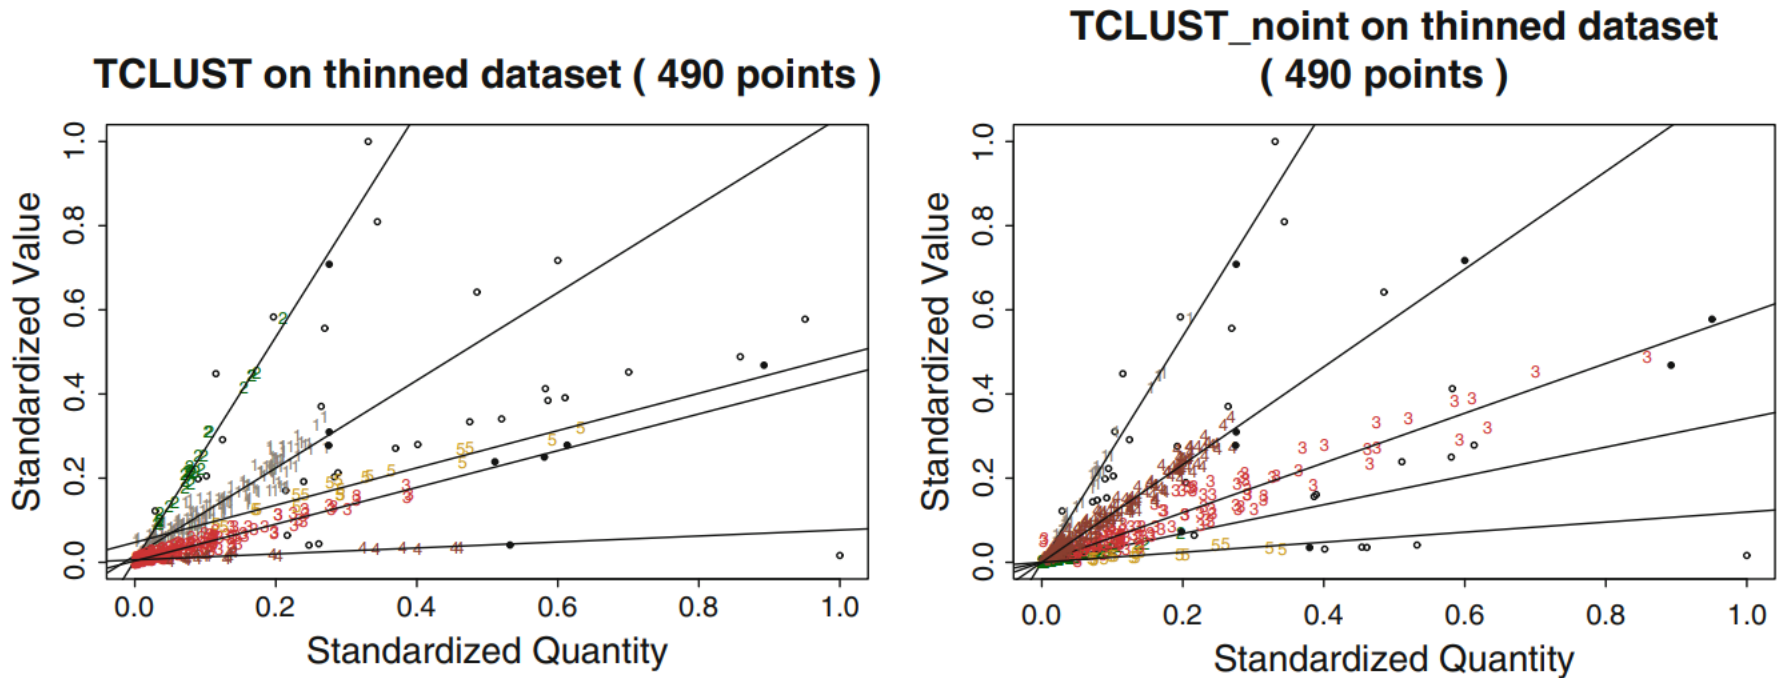 TCLUST on thinned dataset ( 490 points )
Standardized Value
0.0 0.2 0.4 0.6 0.8 1.0
0.0 0.2 0.4 0.6 0.8 1.0
Standardized Quantity
TCLUST_noint on thinned dataset
( 490 points )
Standardized Value
0.0 0.2 0.4 0.6 0.8 1.0
0.0 0.2 0.4 0.6 0.8 1.0
Standardized Quantity